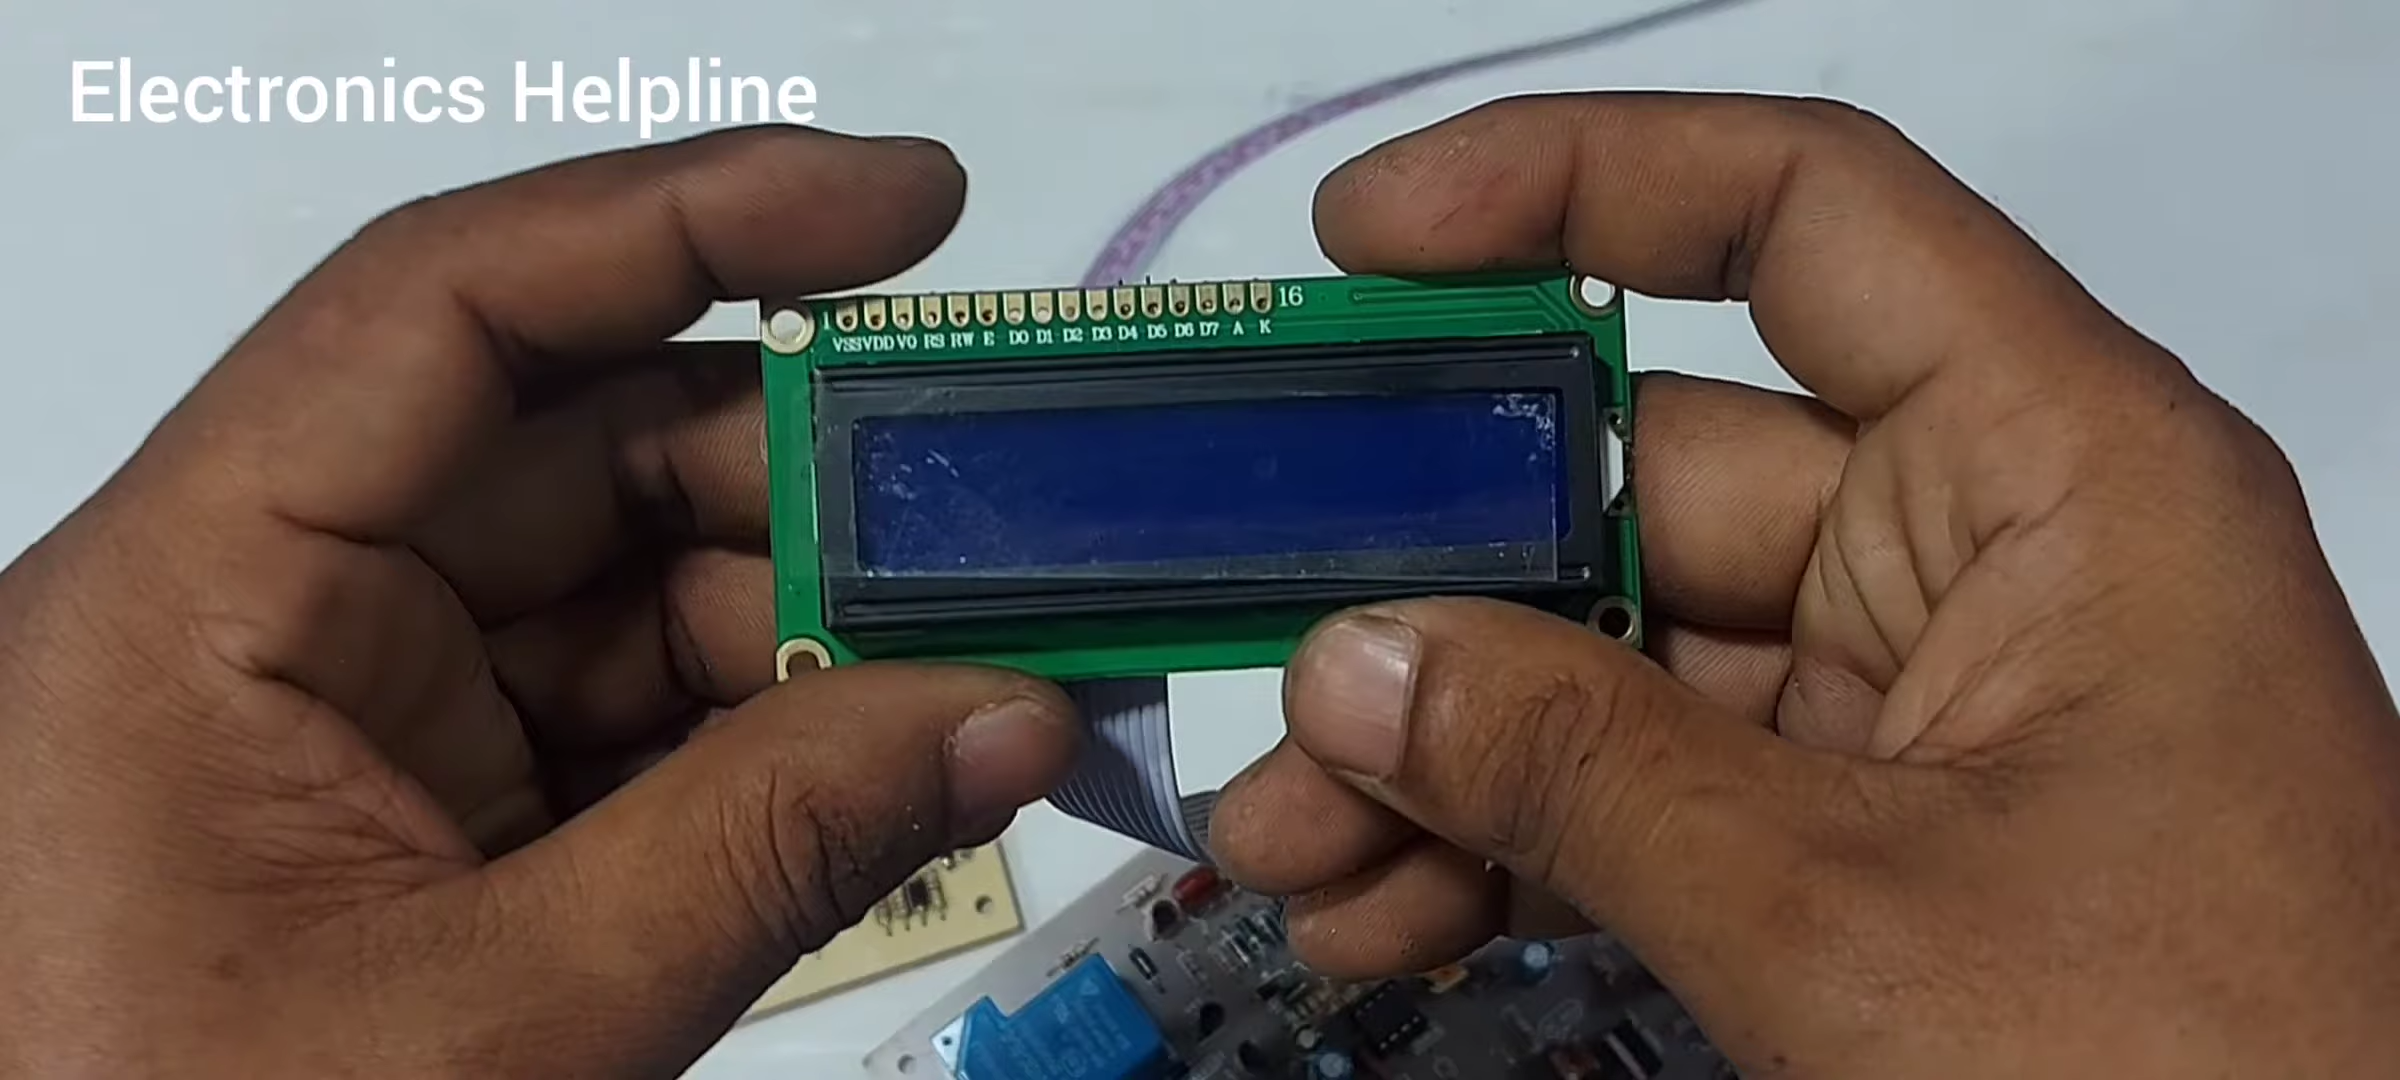 Electronics Helpline
1 16
VSS VDD V0 RS RW E D0 D1 D2 D3 D4 D5 D6 D7 A K